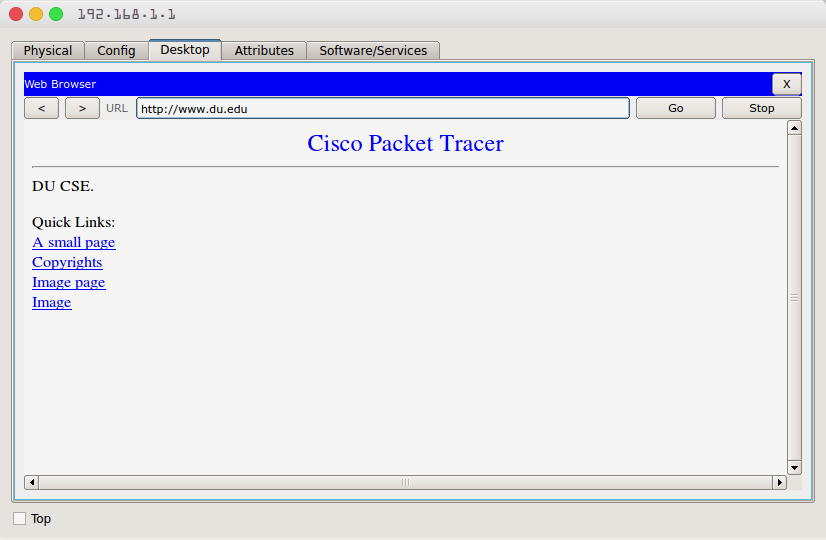 192.168.1.1
Physical Config Desktop Attributes Software/Services
Web Browser X
< > URL http://www.du.edu Go Stop
Cisco Packet Tracer
DU CSE.
Quick Links:
A small page
Copyrights
Image page
Image
Top